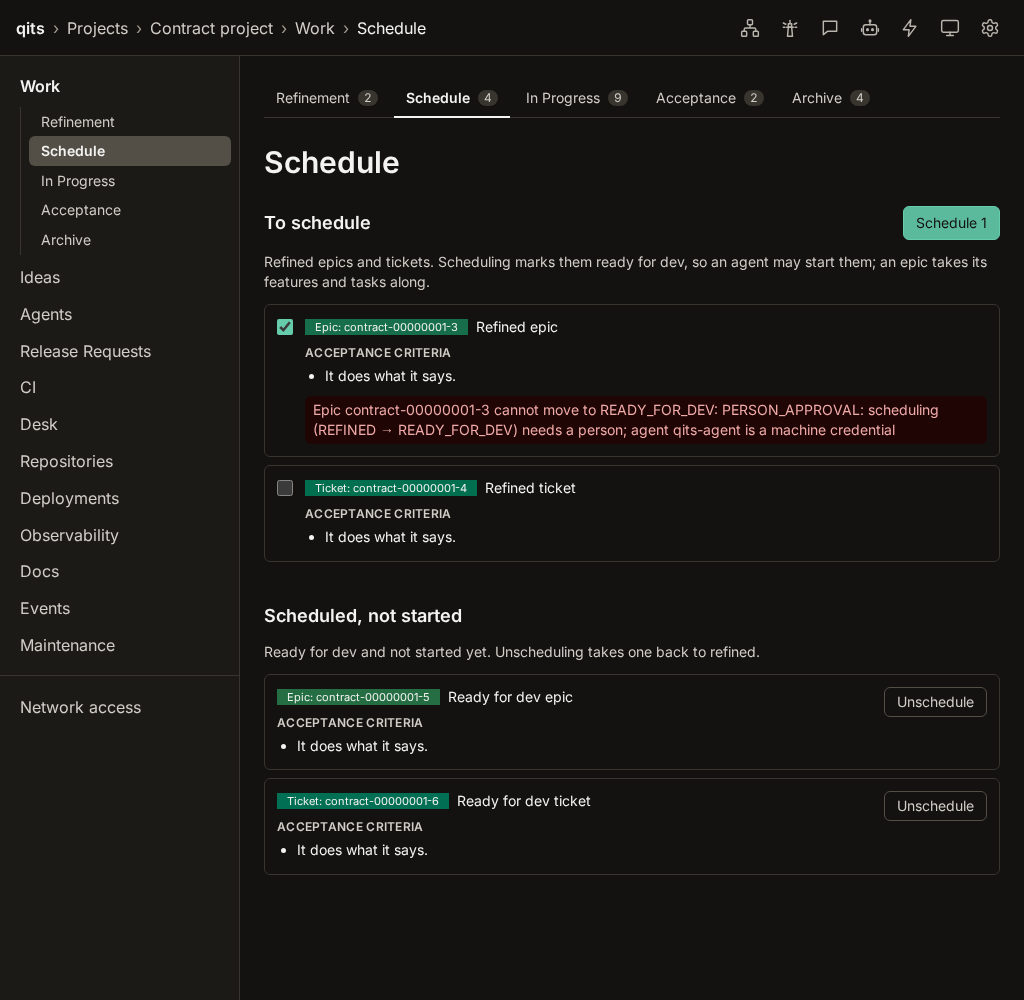 qits › Projects › Contract project › Work › Schedule
Work
Refinement
Schedule
In Progress
Acceptance
Archive
Ideas
Agents
Release Requests
CI
Desk
Repositories
Deployments
Observability
Docs
Events
Maintenance
Network access
Refinement 2 Schedule 4 In Progress 9 Acceptance 2 Archive 4
Schedule
To schedule
Schedule 1
Refined epics and tickets. Scheduling marks them ready for dev, so an agent may start them; an epic takes its
features and tasks along.
Epic: contract-00000001-3 Refined epic
ACCEPTANCE CRITERIA
• It does what it says.
Epic contract-00000001-3 cannot move to READY_FOR_DEV: PERSON_APPROVAL: scheduling
(REFINED → READY_FOR_DEV) needs a person; agent qits-agent is a machine credential
Ticket: contract-00000001-4 Refined ticket
ACCEPTANCE CRITERIA
• It does what it says.
Scheduled, not started
Ready for dev and not started yet. Unscheduling takes one back to refined.
Epic: contract-00000001-5 Ready for dev epic
Unschedule
ACCEPTANCE CRITERIA
• It does what it says.
Ticket: contract-00000001-6 Ready for dev ticket
Unschedule
ACCEPTANCE CRITERIA
• It does what it says.